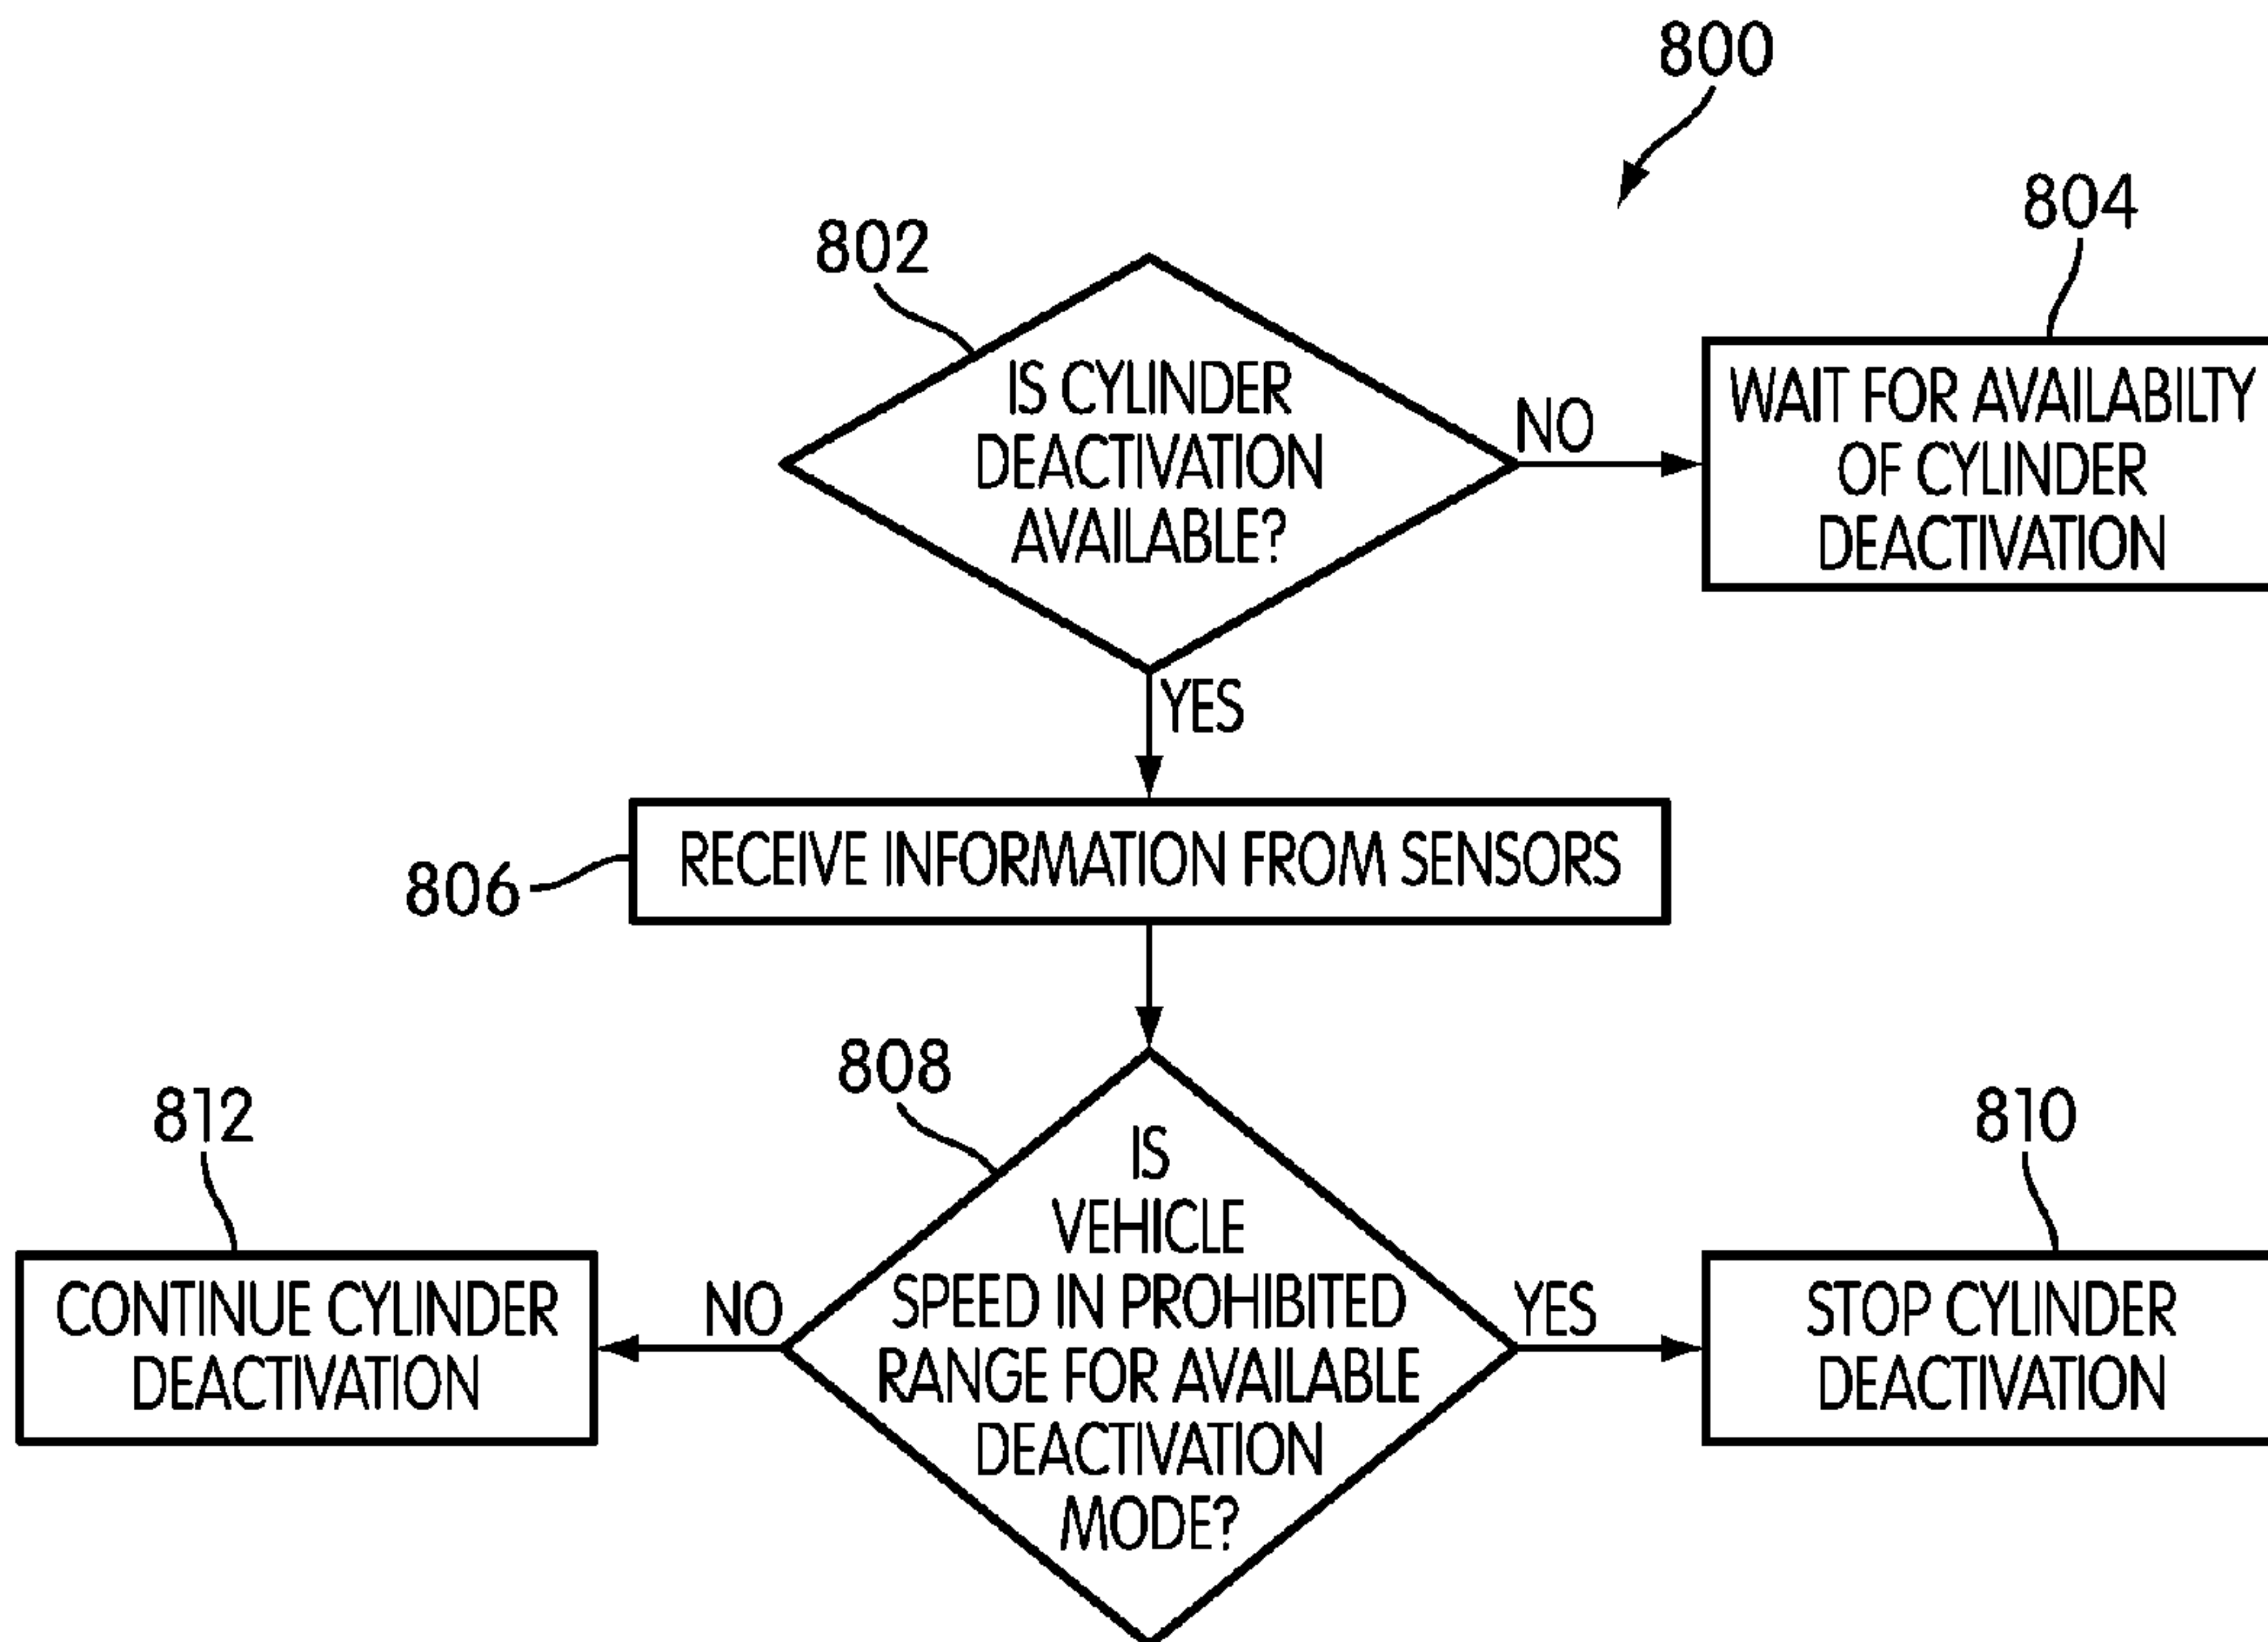 800
802
IS CYLINDER
DEACTIVATION
AVAILABLE?
NO
804
WAIT FOR AVAILABILTY
OF CYLINDER
DEACTIVATION
YES
806
RECEIVE INFORMATION FROM SENSORS
808
IS
VEHICLE
SPEED IN PROHIBITED
RANGE FOR AVAILABLE
DEACTIVATION
MODE?
NO
812
CONTINUE CYLINDER
DEACTIVATION
YES
810
STOP CYLINDER
DEACTIVATION